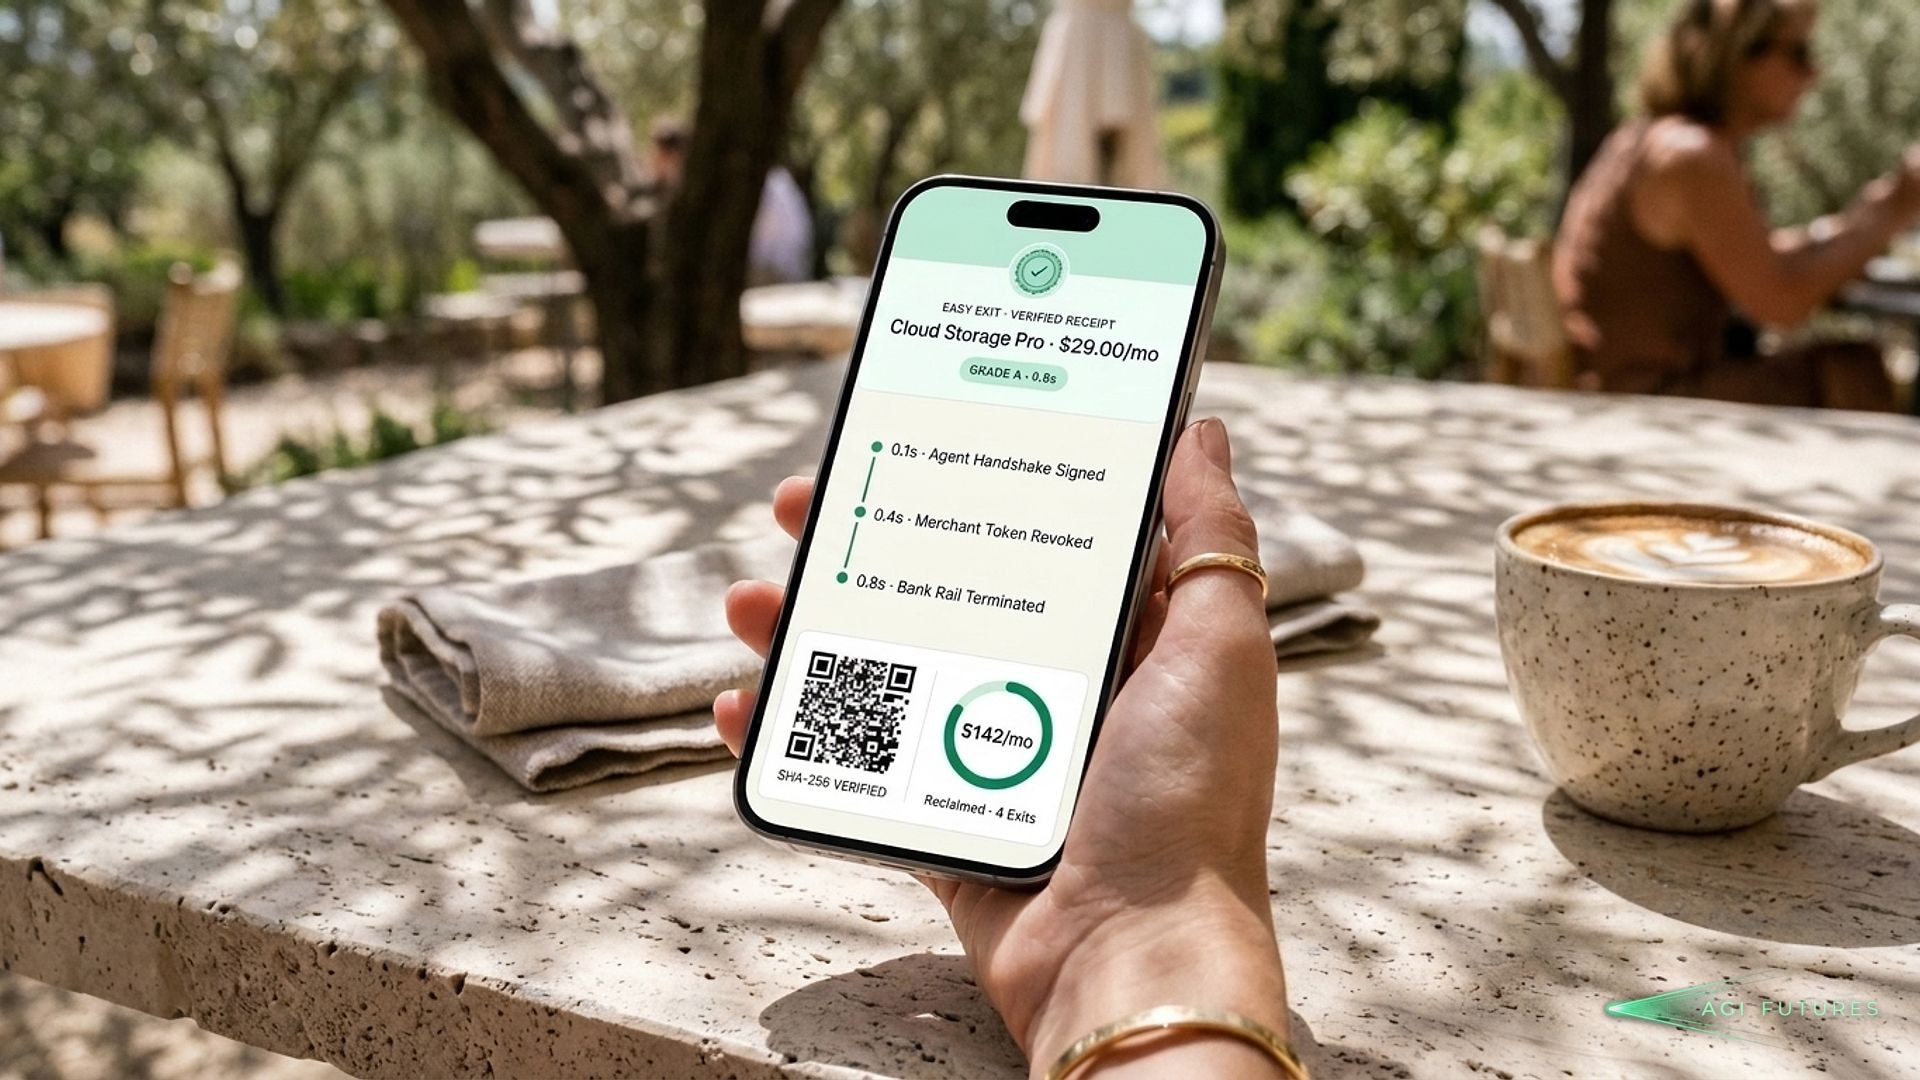 EASY EXIT · VERIFIED RECEIPT
Cloud Storage Pro · $29.00/mo
GRADE A · 0.8s
0.1s · Agent Handshake Signed
0.4s · Merchant Token Revoked
0.8s · Bank Rail Terminated
SHA-256 VERIFIED
$142/mo
Reclaimed · 4 Exits
AGI FUTURES